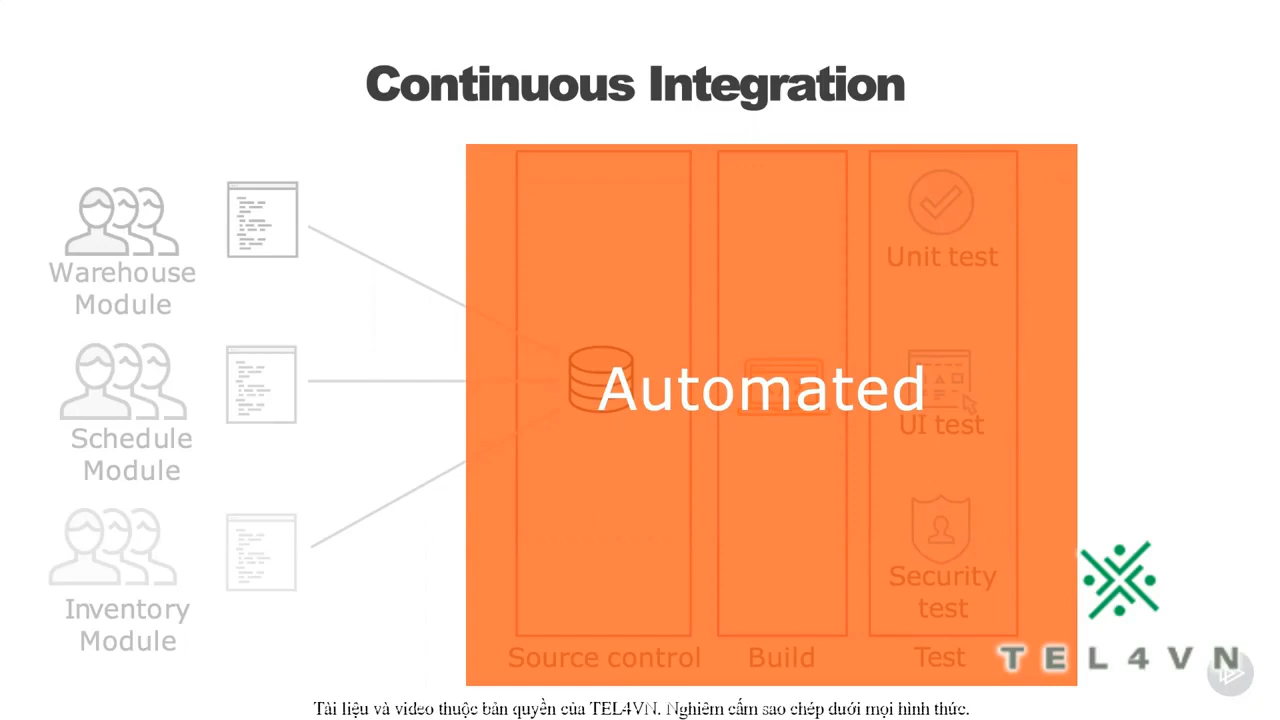 Continuous Integration
Warehouse
Module
Schedule
Module
Inventory
Module
Automated
Unit test
UI test
Security
test
Source control
Build
Test
TEL4VN
Tài liệu và video thuộc bản quyền của TEL4VN. Nghiêm cấm sao chép dưới mọi hình thức.